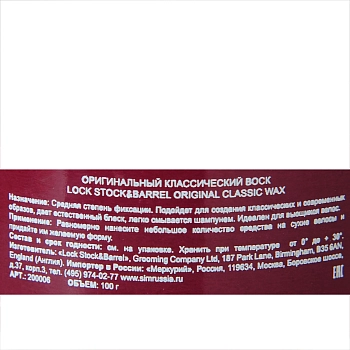 ОРИГИНАЛЬНЫЙ КЛАССИЧЕСКИЙ ВОСК
LOCK STOCK&BARREL ORIGINAL CLASSIC WAX
Назначение: Средняя степень фиксации. Подойдет для создания классических и современных
образов, дает естественный блеск, легко смывается шампунем. Идеален для вьющихся волос.
Применение: Равномерно нанесите небольшое количество средства на сухие волосы и
придайте им желаемую форму.
Состав и срок годности: см. на упаковке. Хранить при температуре от 0° до + 30°.
Изготовитель: «Lock Stock&Barrel», Grooming Company Ltd, 187 Park Lane, Birmingham, B35 6AN,
England (Англия). Импортер в России: «Меркурий», Россия, 119634, Москва, Боровское шоссе,
д.37, корп.3, тел. (495) 974-02-77 www.simrussia.ru
АРТ.: 200006 ОБЪЕМ: 100 г
ЕАС